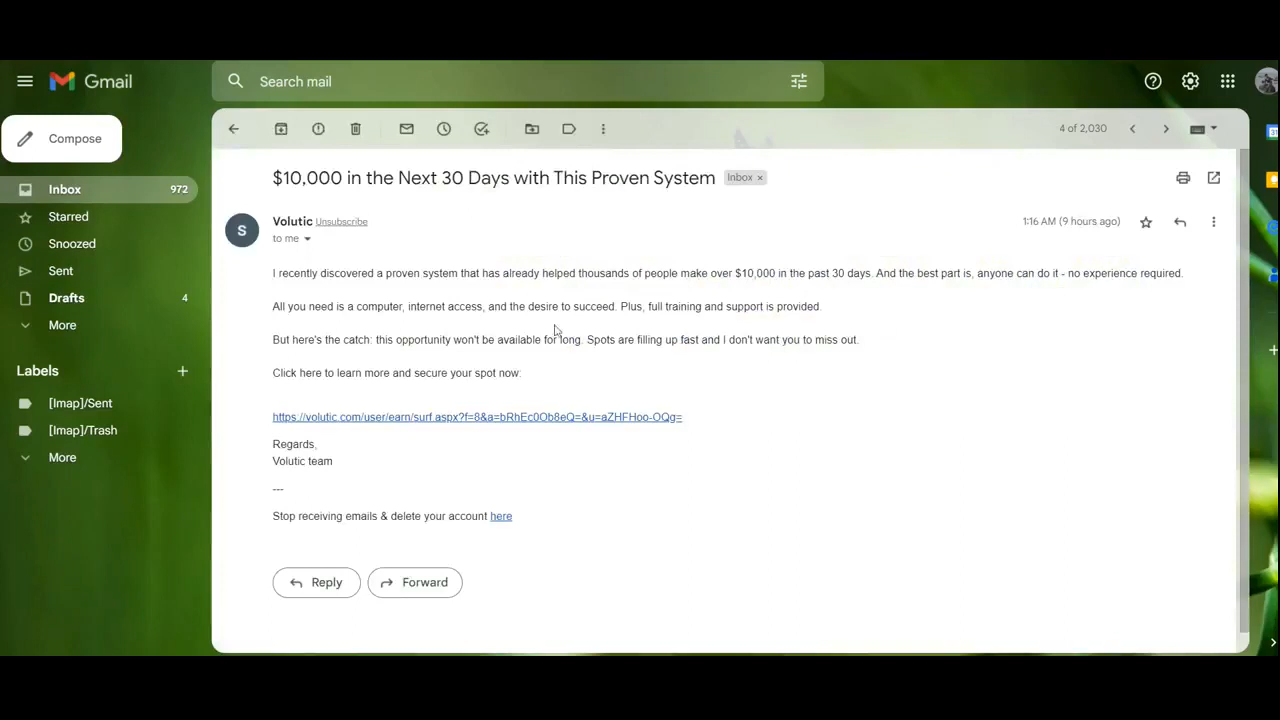 Gmail
Search mail
Compose
4 of 2,030
Inbox 972
Starred
Snoozed
Sent
Drafts 4
More
Labels
[Imap]/Sent
[Imap]/Trash
More
$10,000 in the Next 30 Days with This Proven System Inbox ×
S
Volutic Unsubscribe 1:16 AM (9 hours ago)
to me
I recently discovered a proven system that has already helped thousands of people make over $10,000 in the past 30 days. And the best part is, anyone can do it - no experience required.
All you need is a computer, internet access, and the desire to succeed. Plus, full training and support is provided.
But here's the catch: this opportunity won't be available for long. Spots are filling up fast and I don't want you to miss out.
Click here to learn more and secure your spot now:
https://volutic.com/user/earn/surf.aspx?f=8&a=bRhEc0Ob8eQ=&u=aZHFHoo-OQg=
Regards,
Volutic team
---
Stop receiving emails & delete your account here
Reply Forward